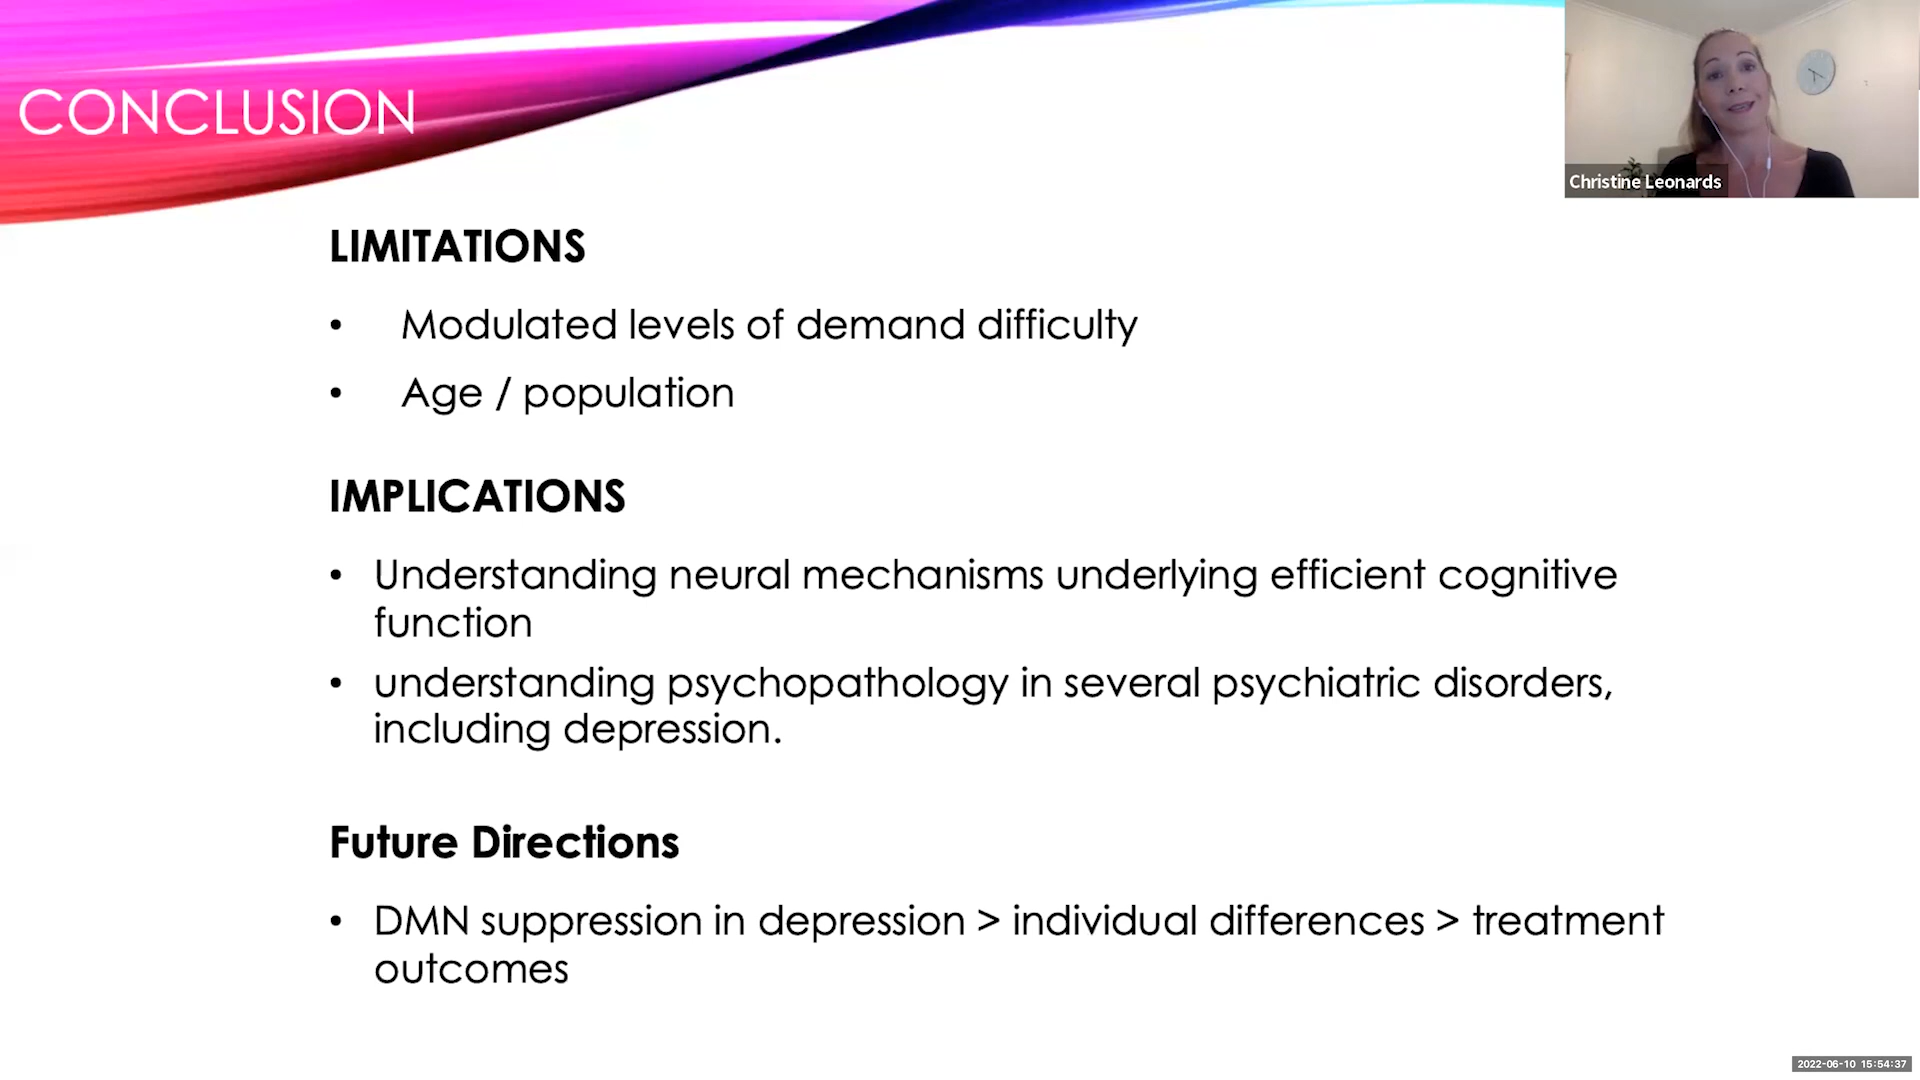 CONCLUSION
Christine Leonards
LIMITATIONS
• Modulated levels of demand difficulty
• Age / population
IMPLICATIONS
• Understanding neural mechanisms underlying efficient cognitive
function
• understanding psychopathology in several psychiatric disorders,
including depression.
Future Directions
• DMN suppression in depression > individual differences > treatment
outcomes
2022-06-10 15:54:37